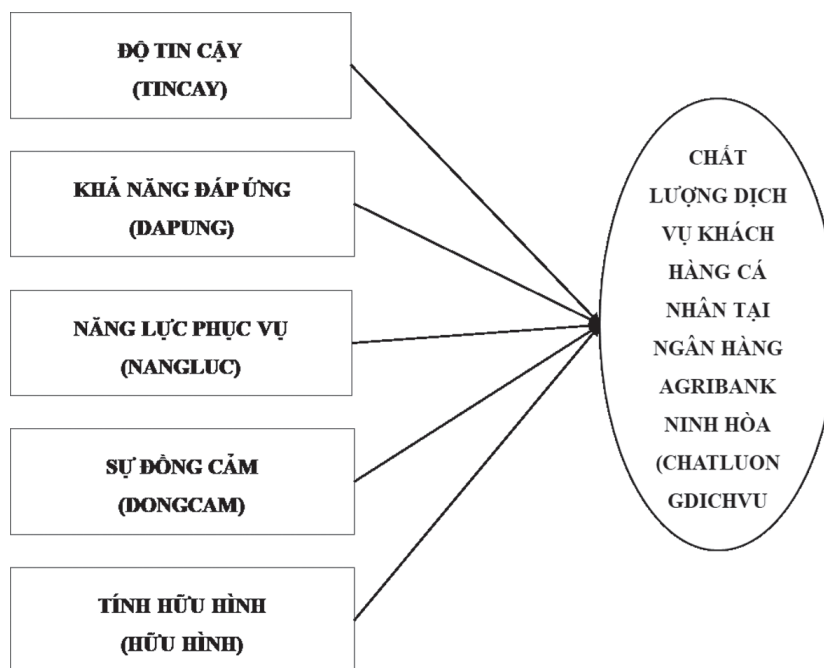 ĐỘ TIN CẬY
(TINCAY)
KHẢ NĂNG ĐÁP ỨNG
(DAPUNG)
NĂNG LỰC PHỤC VỤ
(NANGLUC)
SỰ ĐỒNG CẢM
(DONGCAM)
TÍNH HỮU HÌNH
(HỮU HÌNH)
CHẤT
LƯỢNG DỊCH
VỤ KHÁCH
HÀNG CÁ
NHÂN TẠI
NGÂN HÀNG
AGRIBANK
NINH HÒA
(CHATLUON
GDICHVU